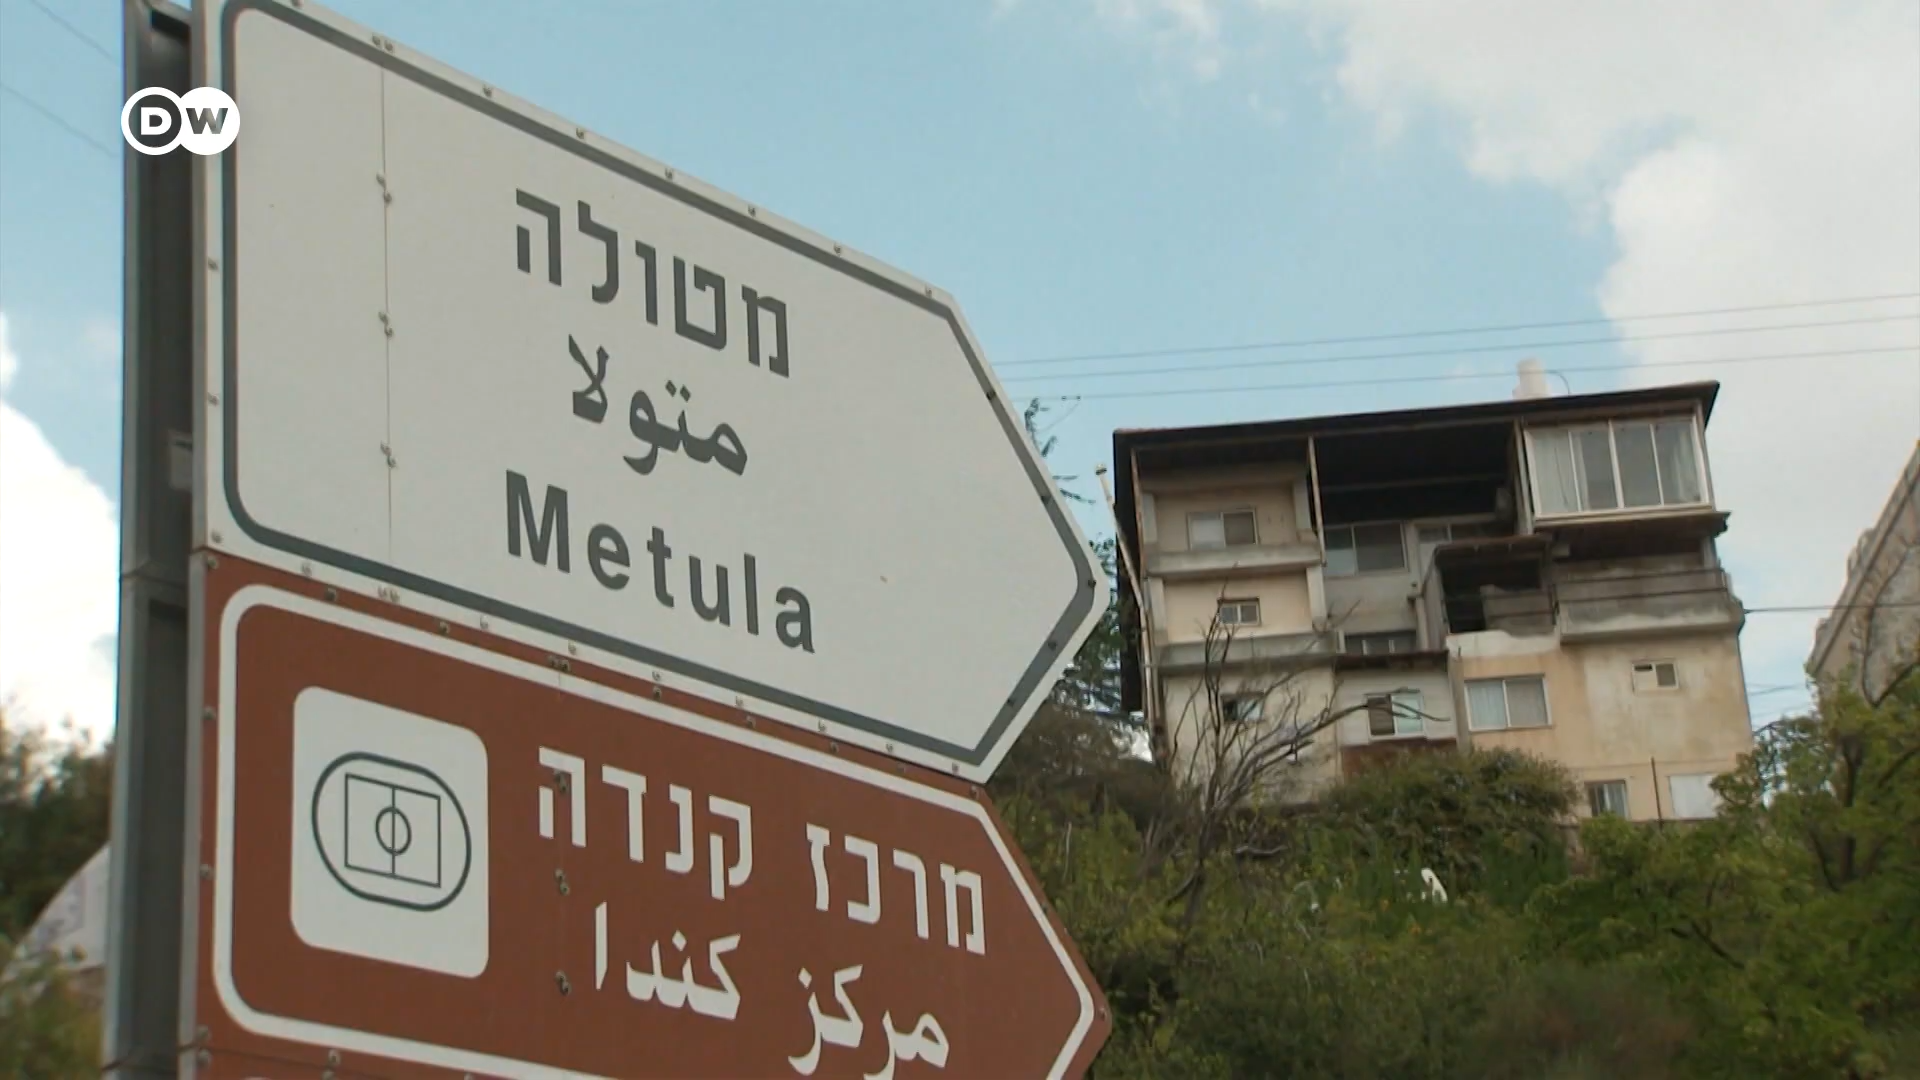 DW
מטולה
متولا
Metula
מרכז קנדה
مركز كندا